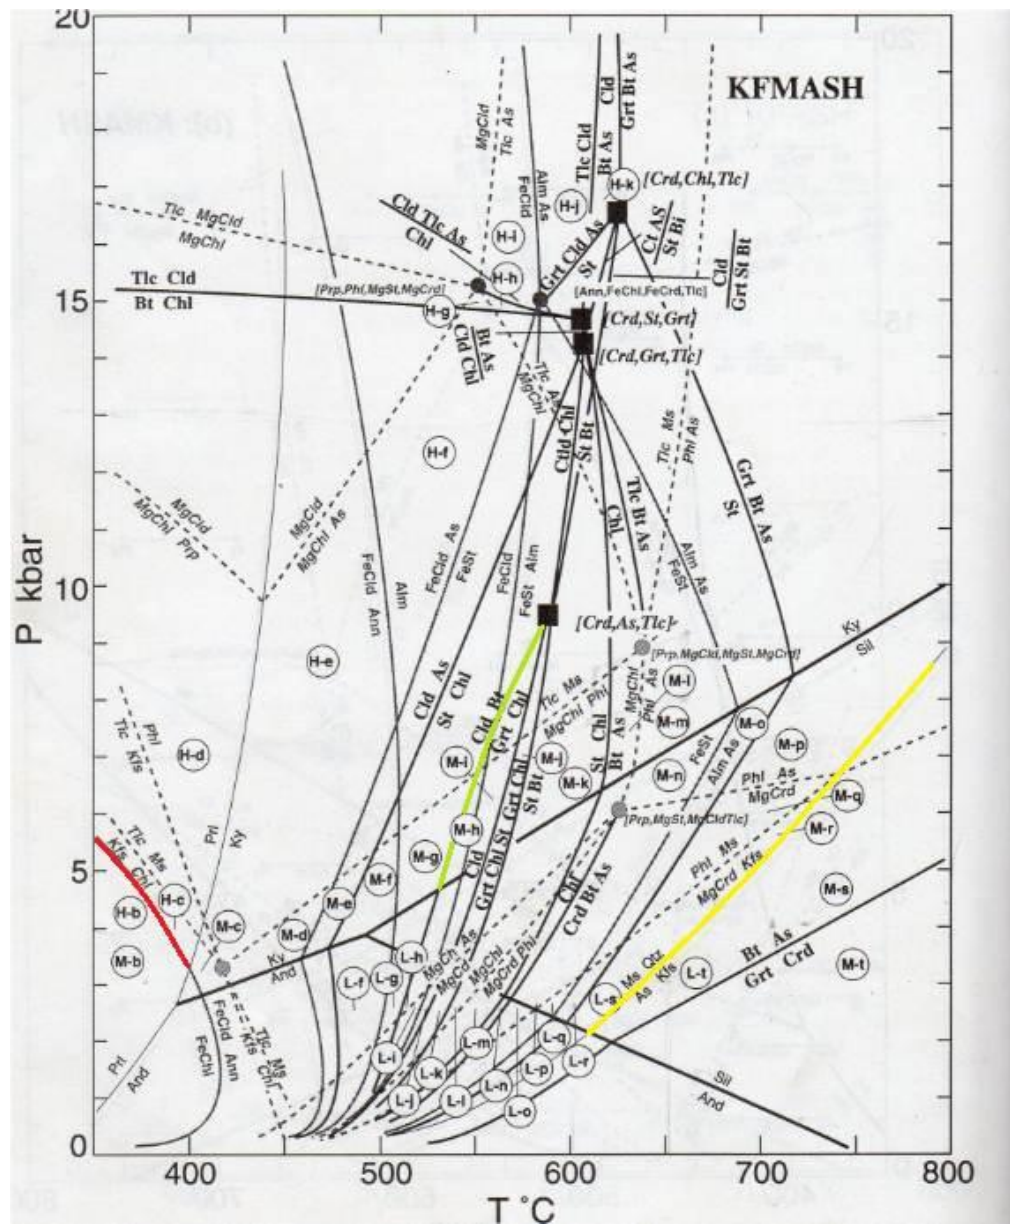 20
KFMASH
MgCld
Tlc As
Cld
Grt Bt As
Tlc Cld
Bt As
H-k
[Crd,Chl,Tlc]
Alm As
FeCld
H-j
Cld Tlc As
Chl
H-i
Grt Cld As
St
Ct AS
St Bi
Tlc MgCld
MgChl
H-h
Cld
Grt St Bt
Tlc Cld
Bt Chl
15
[Prp,Phl,MgSt,MgCrd]
[Ann,FeChl,FeCrd,Tlc]
H-g
[Crd,St,Grt]
Bt As
Cld Chl
[Crd,Grt,Tlc]
MgChl
Tlc Ms
Phl As
H-f
Ctld Chl
St Bt
Grt Bt As
St
MgCld
MgChl Prp
MgCld
MgChl As
Tlc Bt As
Chl
P kbar
10
FeCld Ann
Alm
FeCld As
FeSt
FeCld
FeSt Alm
Alm As
FeSt
[Crd,As,Tlc]
Ky
Sil
[Prp,MgCld,MgSt,MgCrd]
H-e
Cld As
St Chl
Cld Bt
Grt Chl
Tlc Ms
MgChl Phl
MgChl
Phl As
M-l
M-m
M-o
M-p
H-d
Phl
Tlc Kfs
M-i
M-j
M-k
St Chl
Bt As
M-n
FeSt
Alm As
Phl As
MgCrd
M-q
M-r
Prl
Ky
[Prp,MgSt,MgCldTlc]
M-h
Grt Chl
St Bt
Tlc Ms
Kfs Chl
5
M-g
Cld
Grt Chl St
Phl Ms
MgCrd Kfs
M-s
H-b
H-c
M-c
M-e
M-f
Chl
Crd Bt As
M-b
M-d
Ky
And
L-h
L-f
L-g
MgCh As
MgCd
MgChl
MgCrd Phl
Ms Qtz
As Kfs
L-s
L-t
Bt As
Grt Crd
M-t
FeCld Ann
FeChl
Tlc Ms
Kfs Chl
Prl
And
L-i
L-m
L-q
L-k
L-p
L-r
L-j
L-l
L-n
L-o
Sil
And
0
400
500
600
700
800
T °C